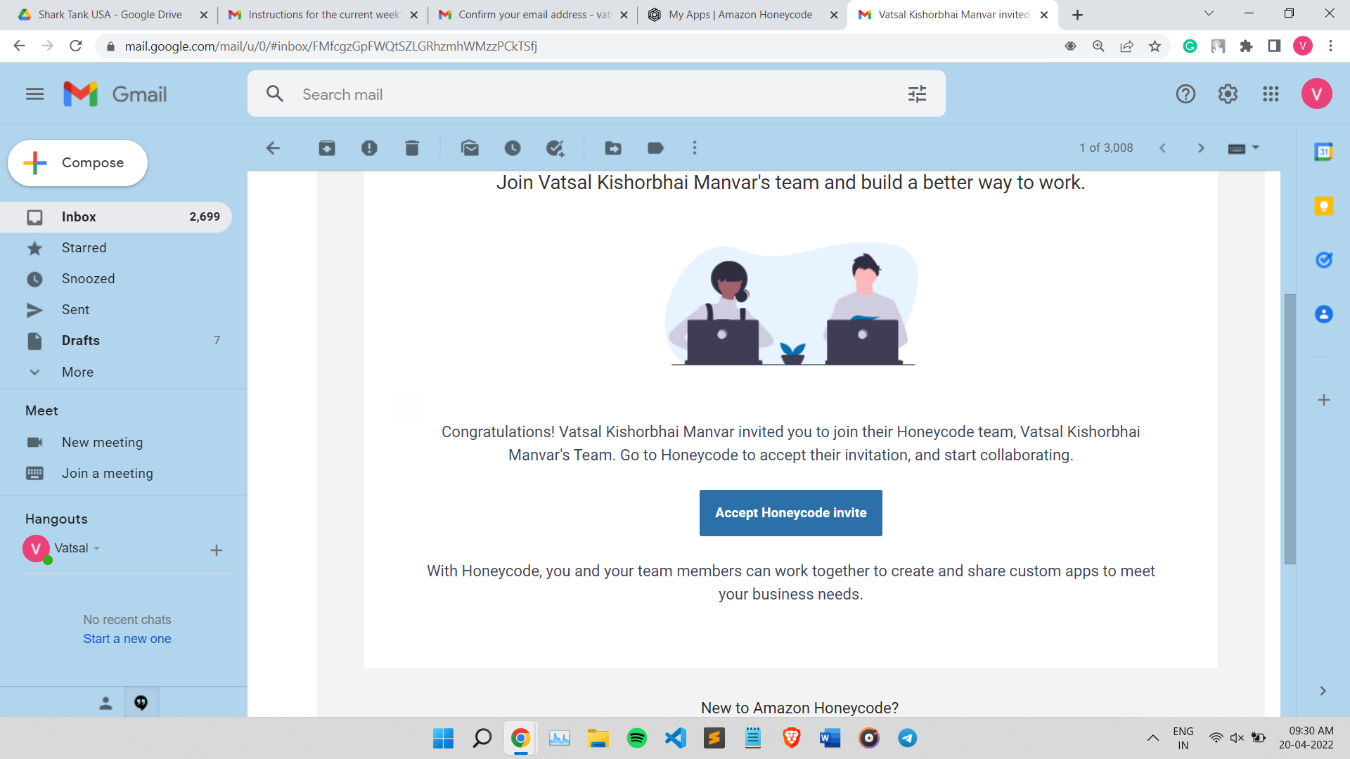 Shark Tank USA - Google Drive
Instructions for the current week'
Confirm your email address - vats
My Apps | Amazon Honeycode
Vatsal Kishorbhai Manvar invited
mail.google.com/mail/u/0/#inbox/FMfcgzGpFWQtSZLGRhzmhWMzzPCkTSfj
V
Gmail
Search mail
V
Compose
1 of 3,008
31
Inbox 2,699
Starred
Snoozed
Sent
Drafts 7
More
Meet
New meeting
Join a meeting
Hangouts
V Vatsal
No recent chats
Start a new one
Join Vatsal Kishorbhai Manvar's team and build a better way to work.
Congratulations! Vatsal Kishorbhai Manvar invited you to join their Honeycode team, Vatsal Kishorbhai
Manvar's Team. Go to Honeycode to accept their invitation, and start collaborating.
Accept Honeycode invite
With Honeycode, you and your team members can work together to create and share custom apps to meet
your business needs.
New to Amazon Honeycode?
ENG
IN
09:30 AM
20-04-2022